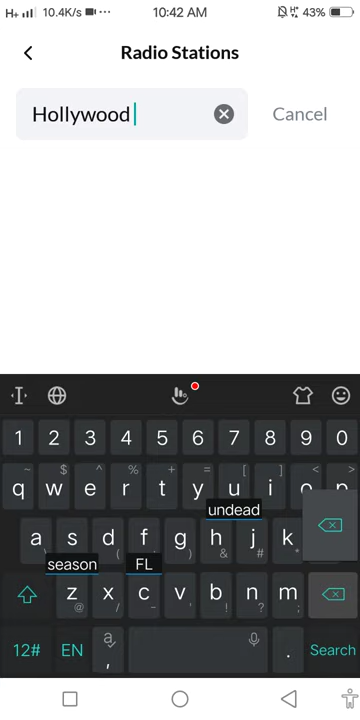 H+ 10.4K/s ... 10:42 AM H+ 43%
Radio Stations
Hollywood Cancel
1 2 3 4 5 6 7 8 9 0
~ $ ^ % + = [ ] < >
q w e r t y u i o p
undead
a s d f g h j k
( ) & # *
season FL
z x c v b n m
@ / - ' ! ?
12# EN a , . Search